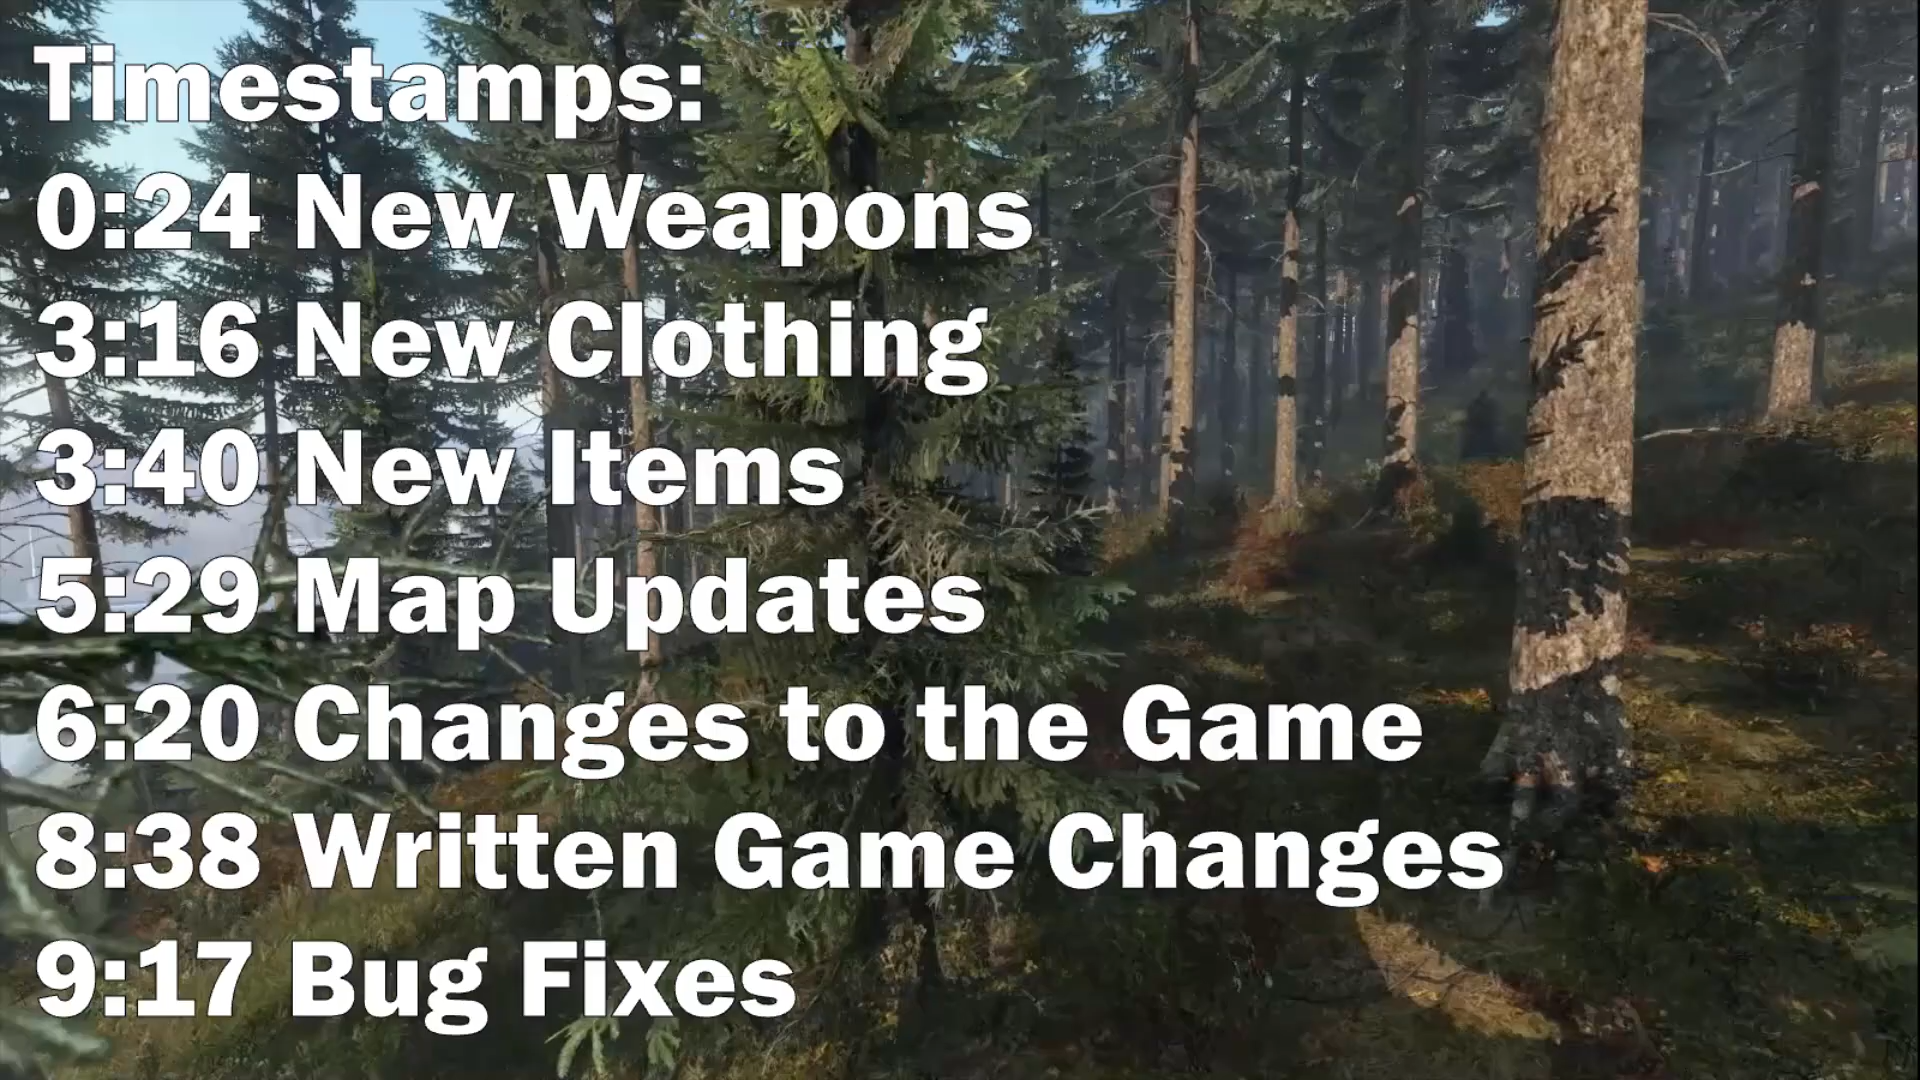 Timestamps:
0:24 New Weapons
3:16 New Clothing
3:40 New Items
5:29 Map Updates
6:20 Changes to the Game
8:38 Written Game Changes
9:17 Bug Fixes